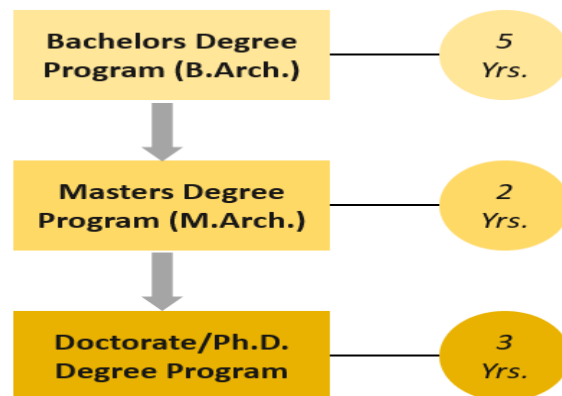 Bachelors Degree
Program (B.Arch.)
5
Yrs.
Masters Degree
Program (M.Arch.)
2
Yrs.
Doctorate/Ph.D.
Degree Program
3
Yrs.